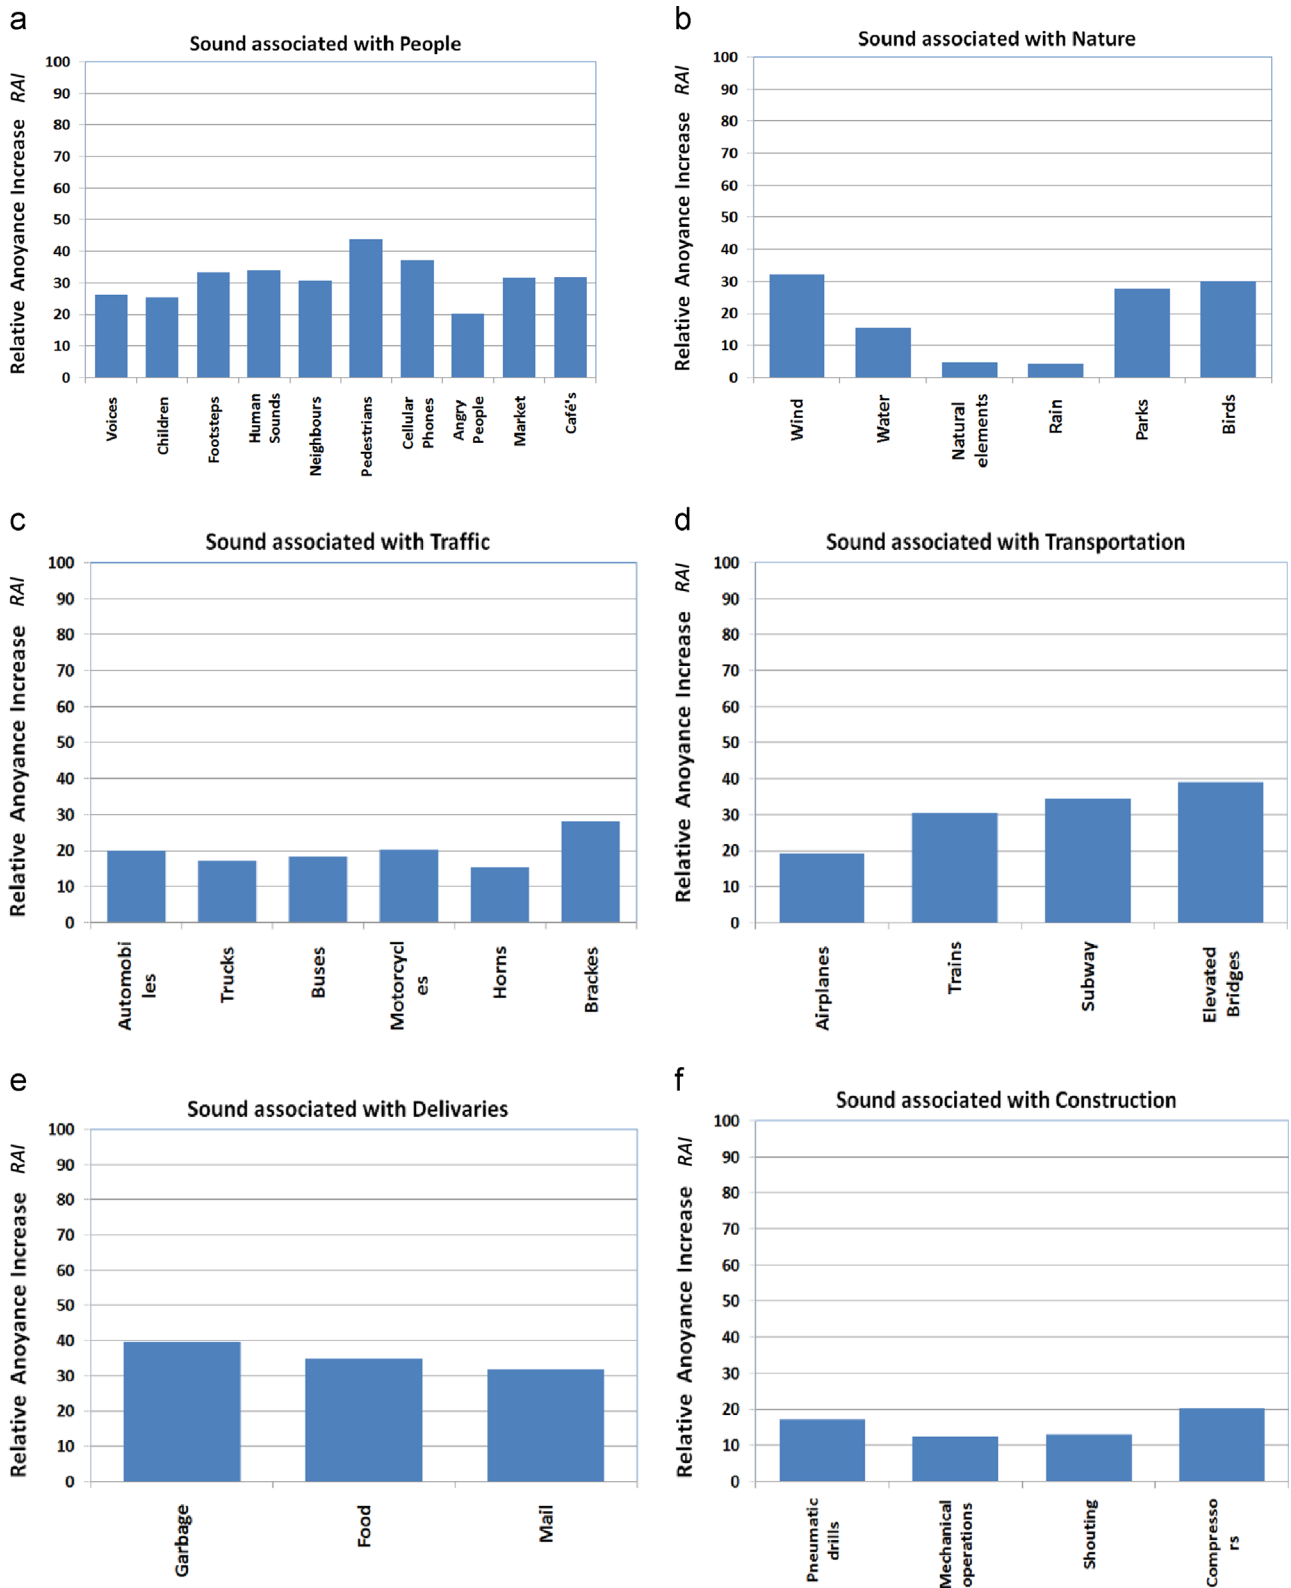 a
Sound associated with People
Relative Anoyance Increase RAI
100
90
80
70
60
50
40
30
20
10
0
Voices
Children
Footsteps
Human
Sounds
Neighbours
Pedestrians
Cellular
Phones
Angry
People
Market
Café's
b
Sound associated with Nature
Relative Anoyance Increase RAI
100
90
80
70
60
50
40
30
20
10
0
Wind
Water
Natural
elements
Rain
Parks
Birds
c
Sound associated with Traffic
Relative Anoyance Increase RAI
100
90
80
70
60
50
40
30
20
10
0
Automobi
les
Trucks
Buses
Motorcycl
es
Horns
Brackes
d
Sound associated with Transportation
Relative Anoyance Increase RAI
100
90
80
70
60
50
40
30
20
10
0
Airplanes
Trains
Subway
Elevated
Bridges
e
Sound associated with Delivaries
Relative Anoyance Increase RAI
100
90
80
70
60
50
40
30
20
10
0
Garbage
Food
Mail
f
Sound associated with Construction
Relative Anoyance Increase RAI
100
90
80
70
60
50
40
30
20
10
0
Pneumatic
drills
Mechanical
operations
Shouting
Compresso
rs